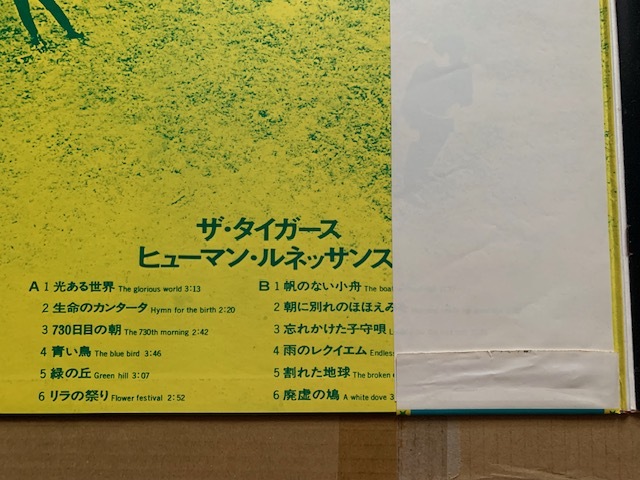 ザ・タイガース
ヒューマン・ルネッサンス
A 1 光ある世界 The glorious world 3:13
2 生命のカンタータ Hymn for the birth 2:20
3 730日目の朝 The 730th morning 2:42
4 青い鳥 The blue bird 3:46
5 緑の丘 Green hill 3:07
6 リラの祭り Flower festival 2:52
B 1 帆のない小舟 The boat
2 朝に別れのほほえみ
3 忘れかけた子守唄
4 雨のレクイエム Endless
5 割れた地球 The broken
6 廃虚の鳩 A white dove